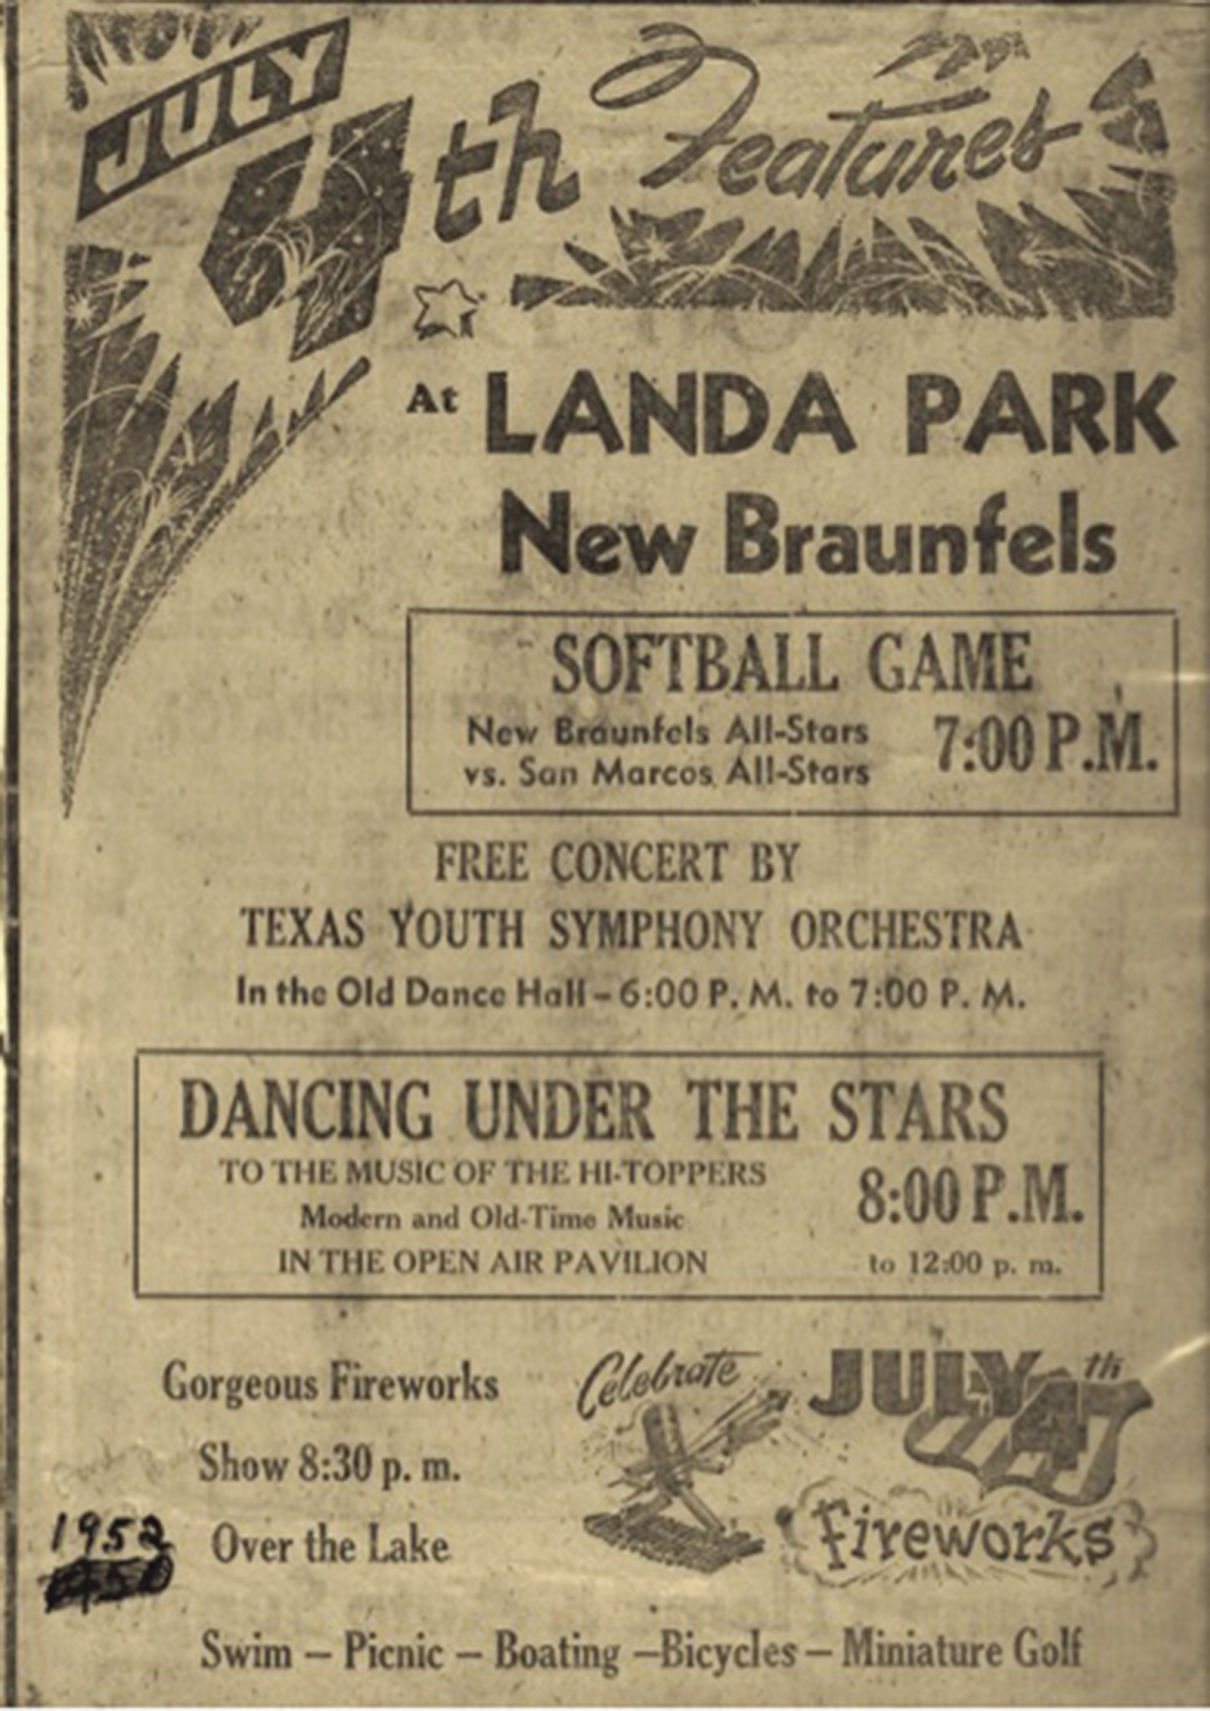 JULY
4th Features
At LANDA PARK
New Braunfels
SOFTBALL GAME
New Braunfels All-Stars
vs. San Marcos All-Stars
7:00 P.M.
FREE CONCERT BY
TEXAS YOUTH SYMPHONY ORCHESTRA
In the Old Dance Hall – 6:00 P. M. to 7:00 P. M.
DANCING UNDER THE STARS
TO THE MUSIC OF THE HI-TOPPERS
Modern and Old-Time Music
IN THE OPEN AIR PAVILION
8:00 P.M.
to 12:00 p. m.
Gorgeous Fireworks
Show 8:30 p. m.
Over the Lake
1952
Celebrate
JULY 4th
Fireworks
Swim – Picnic – Boating – Bicycles – Miniature Golf